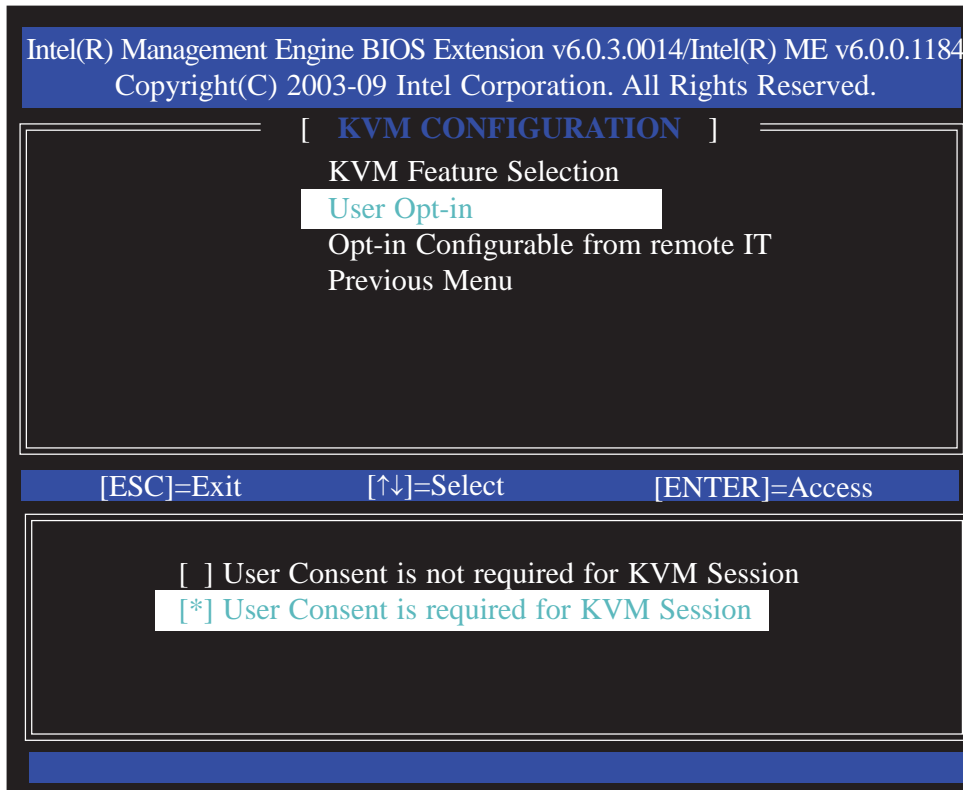 Intel(R) Management Engine BIOS Extension v6.0.3.0014/Intel(R) ME v6.0.0.1184
Copyright(C) 2003-09 Intel Corporation. All Rights Reserved.
[ KVM CONFIGURATION ]
KVM Feature Selection
User Opt-in
Opt-in Configurable from remote IT
Previous Menu
[ESC]=Exit [↑↓]=Select [ENTER]=Access
[ ] User Consent is not required for KVM Session
[*] User Consent is required for KVM Session